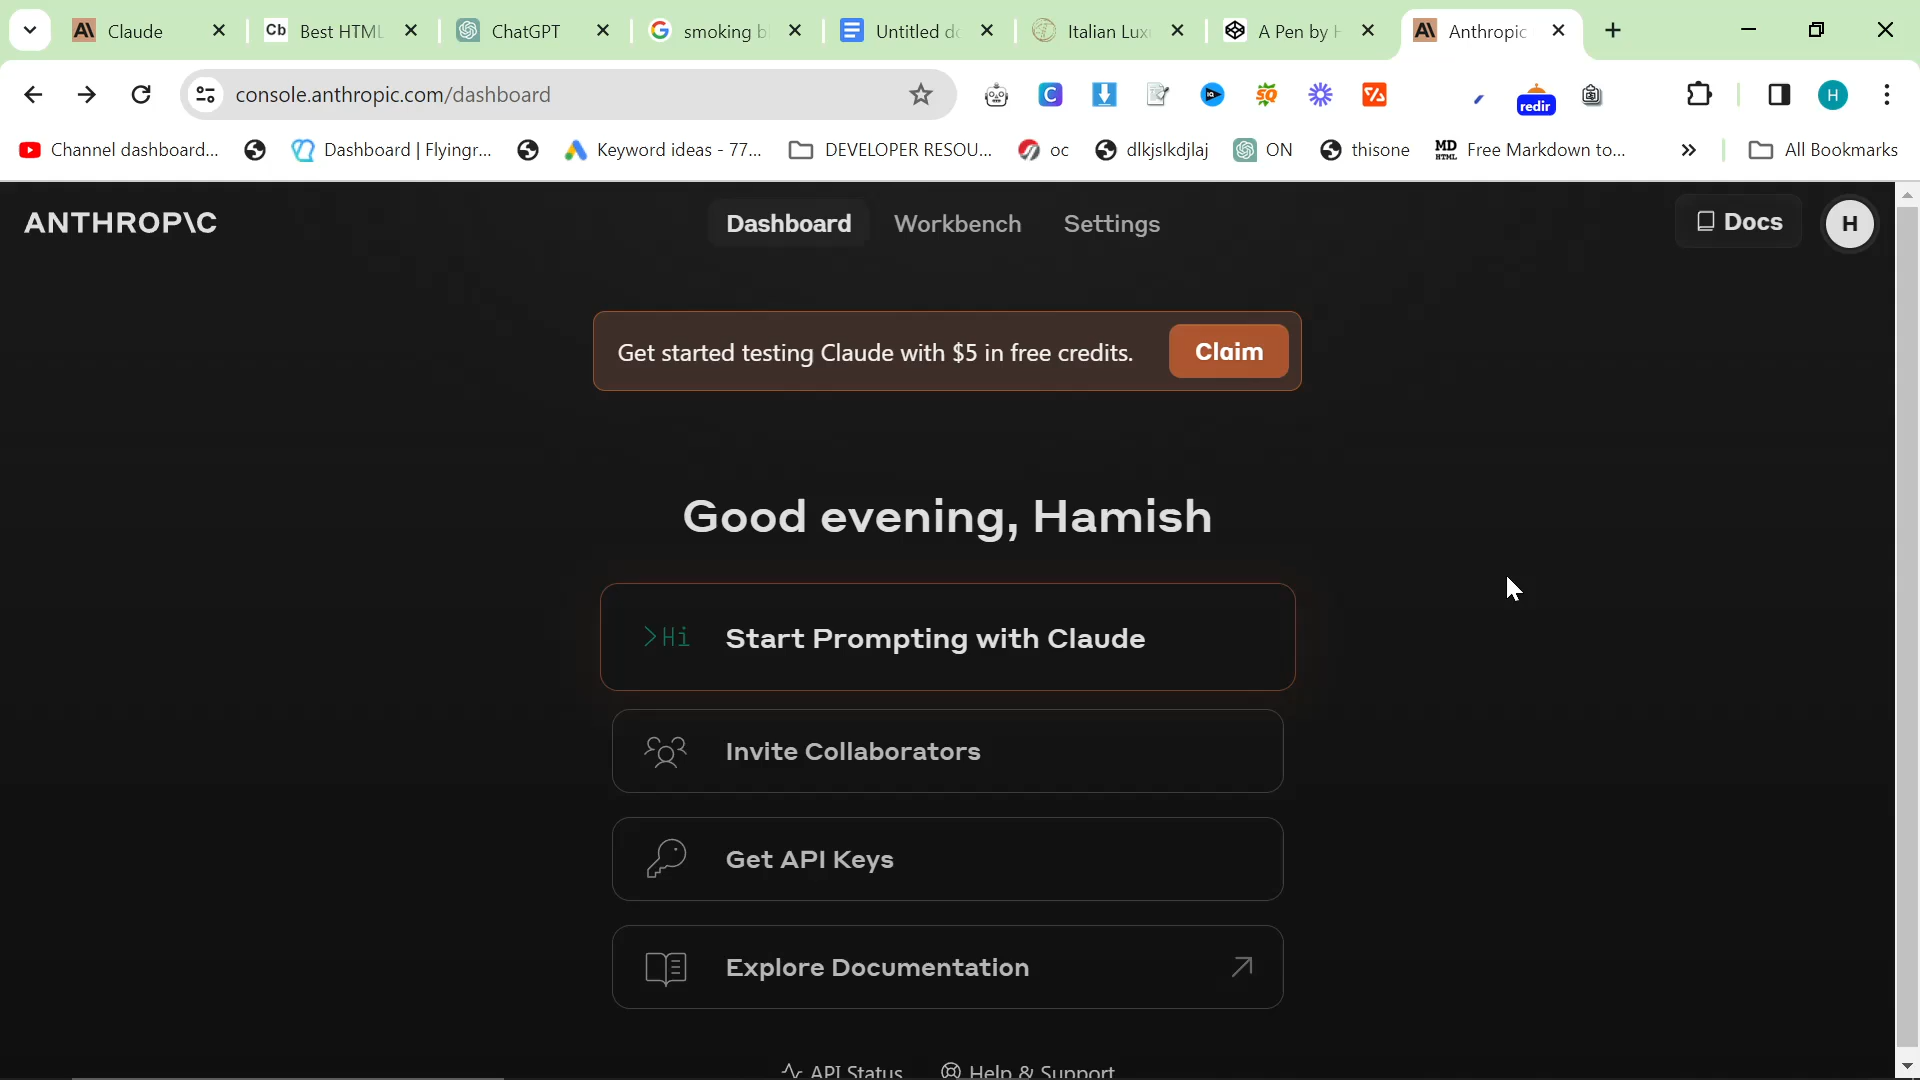 Claude
Cb Best HTML
ChatGPT
smoking b
Untitled d
Italian Lux
A Pen by H
Anthropic
console.anthropic.com/dashboard
redir
H
Channel dashboard...
Dashboard | Flyingr...
Keyword ideas - 77...
DEVELOPER RESOU...
oc
dlkjslkdjlaj
ON
thisone
MD HTML Free Markdown to...
All Bookmarks
ANTHROP\C
Dashboard
Workbench
Settings
Docs
H
Get started testing Claude with $5 in free credits.
Claim
Good evening, Hamish
>Hi Start Prompting with Claude
Invite Collaborators
Get API Keys
Explore Documentation
API Status
Help & Support